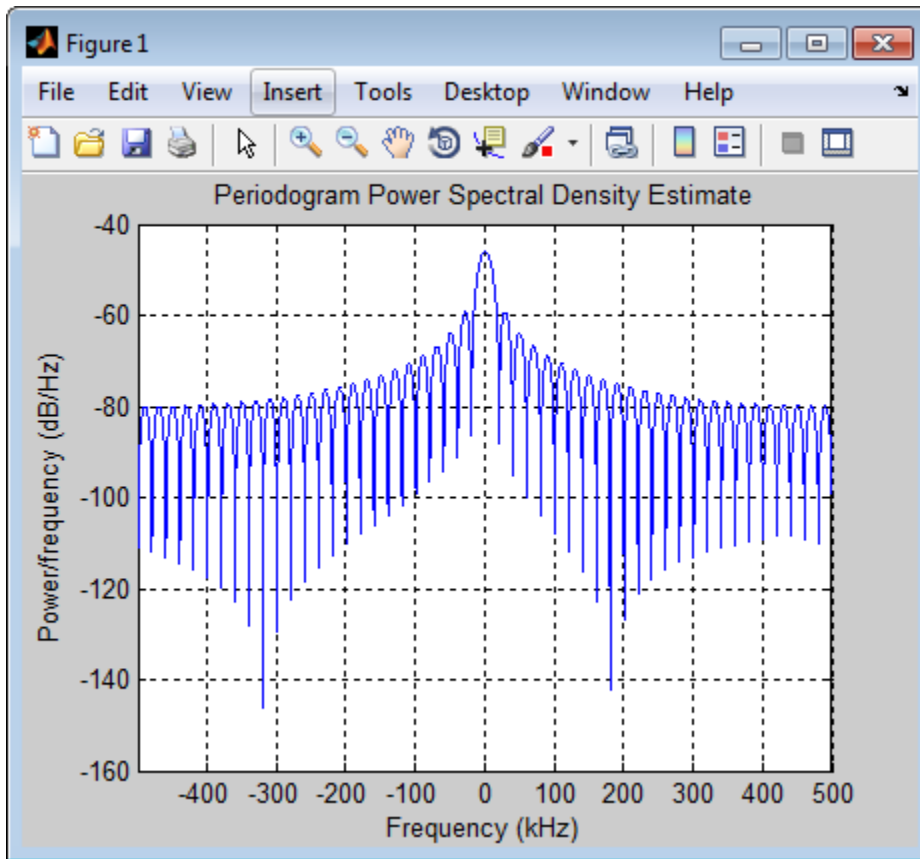 Figure 1
File Edit View Insert Tools Desktop Window Help
Periodogram Power Spectral Density Estimate
Power/frequency (dB/Hz)
-40
-60
-80
-100
-120
-140
-160
-400 -300 -200 -100 0 100 200 300 400 500
Frequency (kHz)